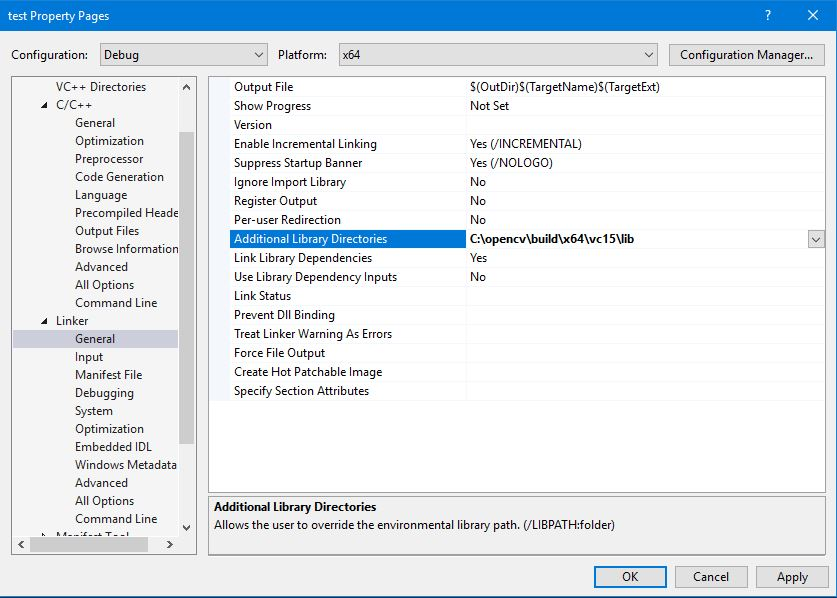 test Property Pages
Configuration: Debug Platform: x64 Configuration Manager...
VC++ Directories
C/C++
General
Optimization
Preprocessor
Code Generation
Language
Precompiled Heade
Output Files
Browse Information
Advanced
All Options
Command Line
Linker
General
Input
Manifest File
Debugging
System
Optimization
Embedded IDL
Windows Metadata
Advanced
All Options
Command Line
Manifest Tool
Output File $(OutDir)$(TargetName)$(TargetExt)
Show Progress Not Set
Version
Enable Incremental Linking Yes (/INCREMENTAL)
Suppress Startup Banner Yes (/NOLOGO)
Ignore Import Library No
Register Output No
Per-user Redirection No
Additional Library Directories C:\opencv\build\x64\vc15\lib
Link Library Dependencies Yes
Use Library Dependency Inputs No
Link Status
Prevent Dll Binding
Treat Linker Warning As Errors
Force File Output
Create Hot Patchable Image
Specify Section Attributes
Additional Library Directories
Allows the user to override the environmental library path. (/LIBPATH:folder)
OK Cancel Apply